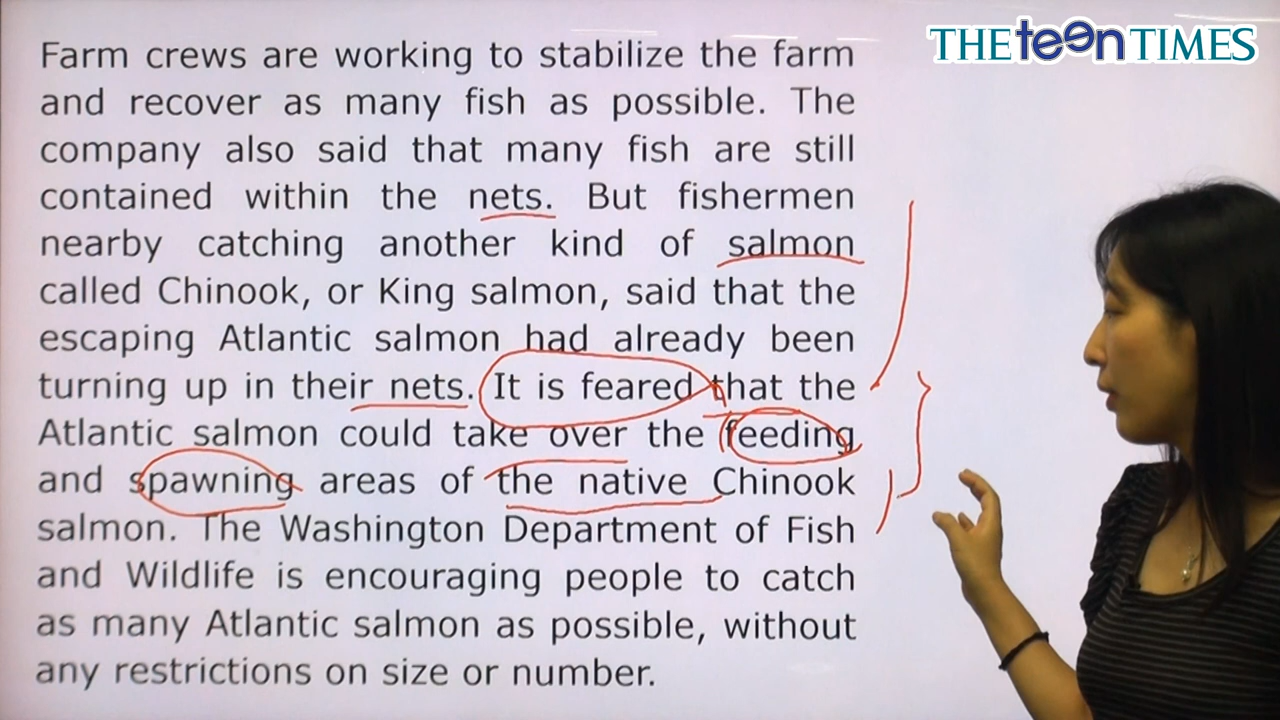 THE teen TIMES
Farm crews are working to stabilize the farm
and recover as many fish as possible. The
company also said that many fish are still
contained within the nets. But fishermen
nearby catching another kind of salmon
called Chinook, or King salmon, said that the
escaping Atlantic salmon had already been
turning up in their nets. It is feared that the
Atlantic salmon could take over the feeding
and spawning areas of the native Chinook
salmon. The Washington Department of Fish
and Wildlife is encouraging people to catch
as many Atlantic salmon as possible, without
any restrictions on size or number.